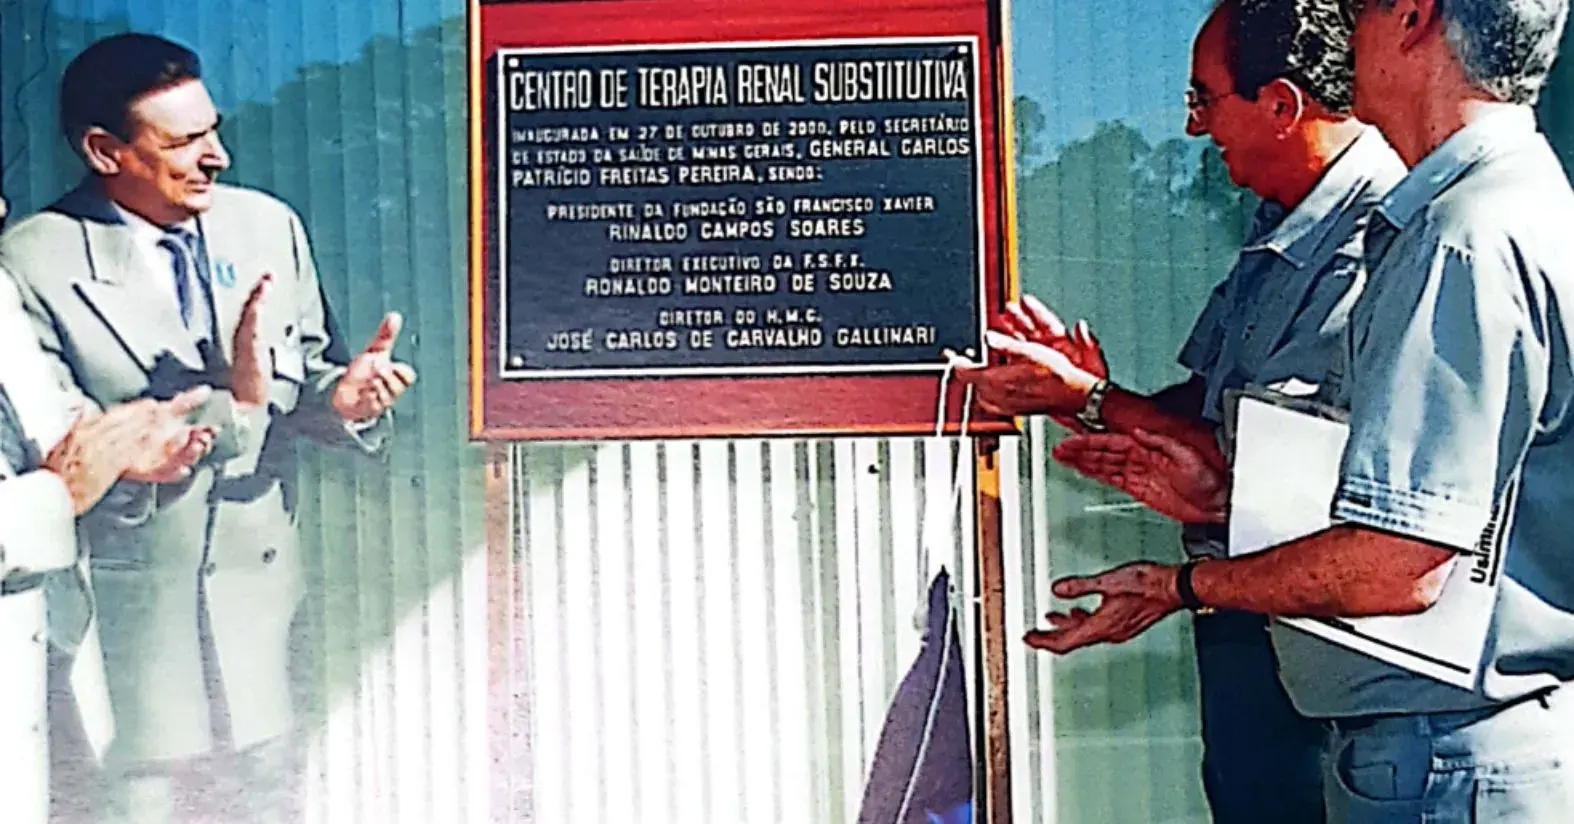 CENTRO DE TERAPIA RENAL SUBSTITUTIVA
INAUGURADA EM 27 DE OUTUBRO DE 2000, PELO SECRETÁRIO
DE ESTADO DA SAÚDE DE MINAS GERAIS, GENERAL CARLOS
PATRÍCIO FREITAS PEREIRA, SENDO:
PRESIDENTE DA FUNDAÇÃO SÃO FRANCISCO XAVIER
RINALDO CAMPOS SOARES
DIRETOR EXECUTIVO DA F.S.F.X.
RONALDO MONTEIRO DE SOUZA
DIRETOR DO H.M.C.
JOSÉ CARLOS DE CARVALHO GALLINARI